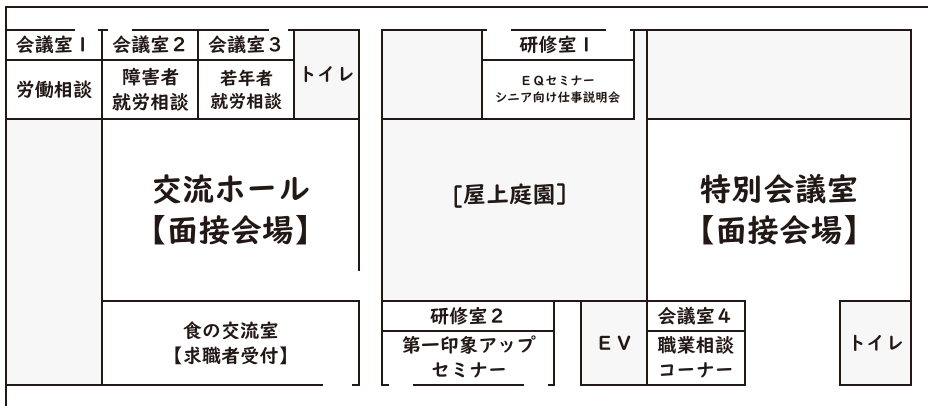 会議室1
労働相談
会議室2
障害者
就労相談
会議室3
若年者
就労相談
トイレ
研修室1
EQセミナー
シニア向け仕事説明会
交流ホール
【面接会場】
[屋上庭園]
特別会議室
【面接会場】
食の交流室
【求職者受付】
研修室2
第一印象アップ
セミナー
EV
会議室4
職業相談
コーナー
トイレ